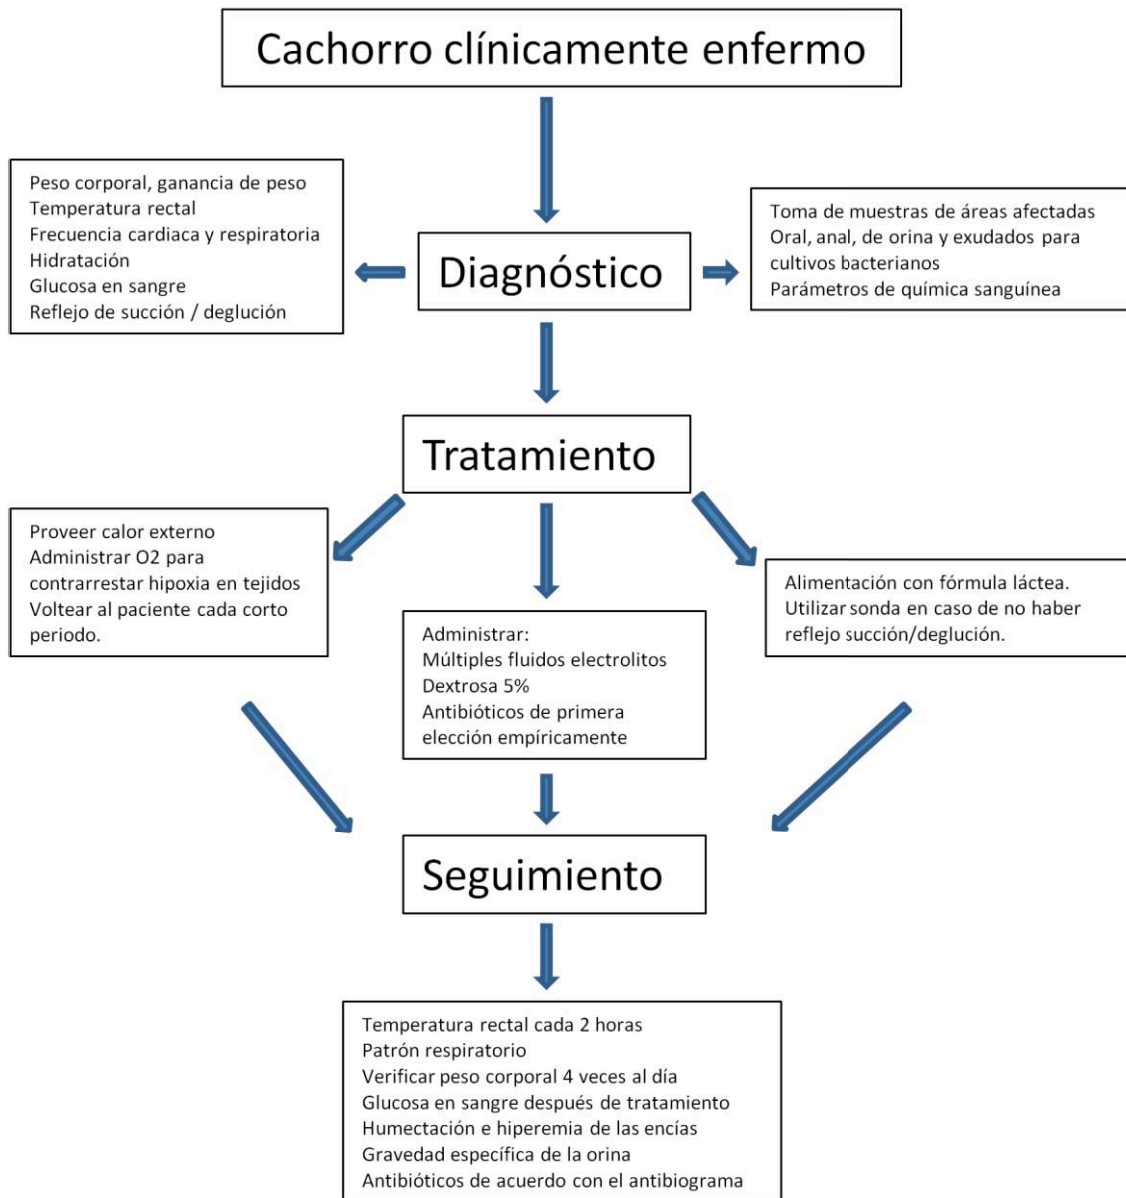 Cachorro clínicamente enfermo
Peso corporal, ganancia de peso
Temperatura rectal
Frecuencia cardiaca y respiratoria
Hidratación
Glucosa en sangre
Reflejo de succión / deglución
Diagnóstico
Toma de muestras de áreas afectadas
Oral, anal, de orina y exudados para
cultivos bacterianos
Parámetros de química sanguínea
Tratamiento
Proveer calor externo
Administrar O2 para
contrarrestar hipoxia en tejidos
Voltear al paciente cada corto
periodo.
Administrar:
Múltiples fluidos electrolitos
Dextrosa 5%
Antibióticos de primera
elección empíricamente
Alimentación con fórmula láctea.
Utilizar sonda en caso de no haber
reflejo succión/deglución.
Seguimiento
Temperatura rectal cada 2 horas
Patrón respiratorio
Verificar peso corporal 4 veces al día
Glucosa en sangre después de tratamiento
Humectación e hiperemia de las encías
Gravedad específica de la orina
Antibióticos de acuerdo con el antibiograma